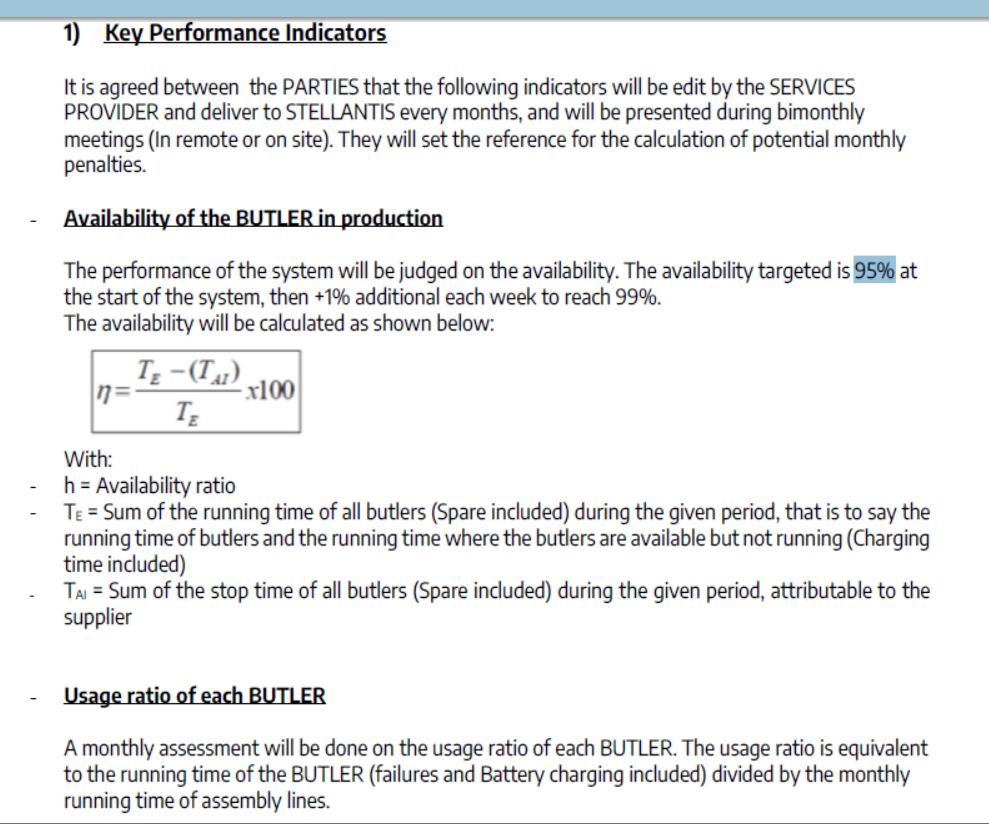 1) Key Performance Indicators
It is agreed between the PARTIES that the following indicators will be edit by the SERVICES
PROVIDER and deliver to STELLANTIS every months, and will be presented during bimonthly
meetings (In remote or on site). They will set the reference for the calculation of potential monthly
penalties.
- Availability of the BUTLER in production
The performance of the system will be judged on the availability. The availability targeted is 95% at
the start of the system, then +1% additional each week to reach 99%.
The availability will be calculated as shown below:
η = (T_E − (T_AI)) / T_E x100
With:
- h = Availability ratio
- TE = Sum of the running time of all butlers (Spare included) during the given period, that is to say the
running time of butlers and the running time where the butlers are available but not running (Charging
time included)
- TAI = Sum of the stop time of all butlers (Spare included) during the given period, attributable to the
supplier
- Usage ratio of each BUTLER
A monthly assessment will be done on the usage ratio of each BUTLER. The usage ratio is equivalent
to the running time of the BUTLER (failures and Battery charging included) divided by the monthly
running time of assembly lines.